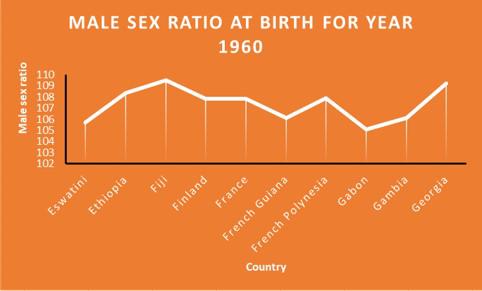 MALE SEX RATIO AT BIRTH FOR YEAR
1960
Male sex ratio
110
109
108
107
106
105
104
103
102
Eswatini
Ethiopia
Fiji
Finland
France
French Guiana
French Polynesia
Gabon
Gambia
Georgia
Country